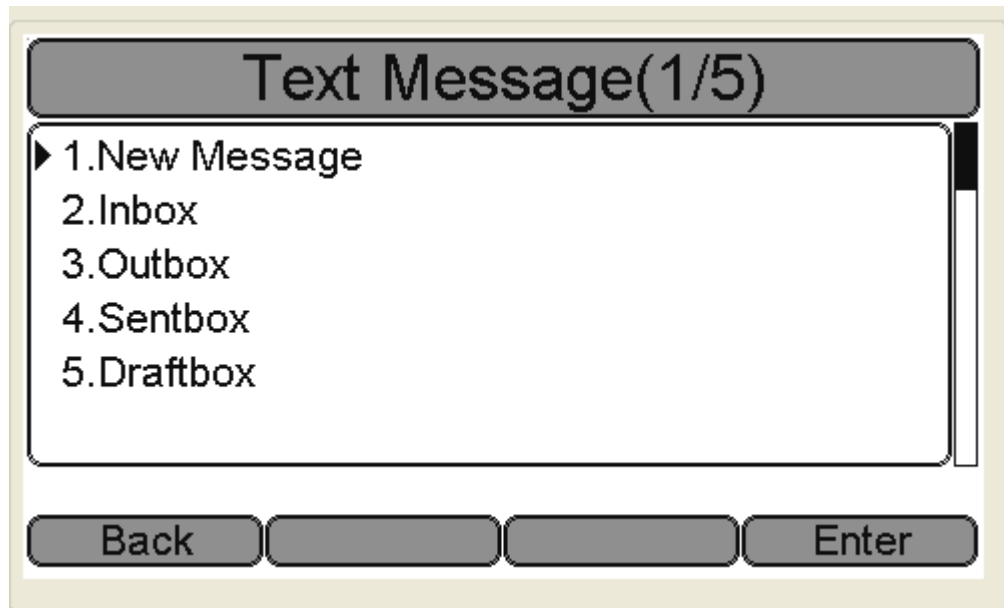 Text Message(1/5)
1.New Message
2.Inbox
3.Outbox
4.Sentbox
5.Draftbox
Back Enter